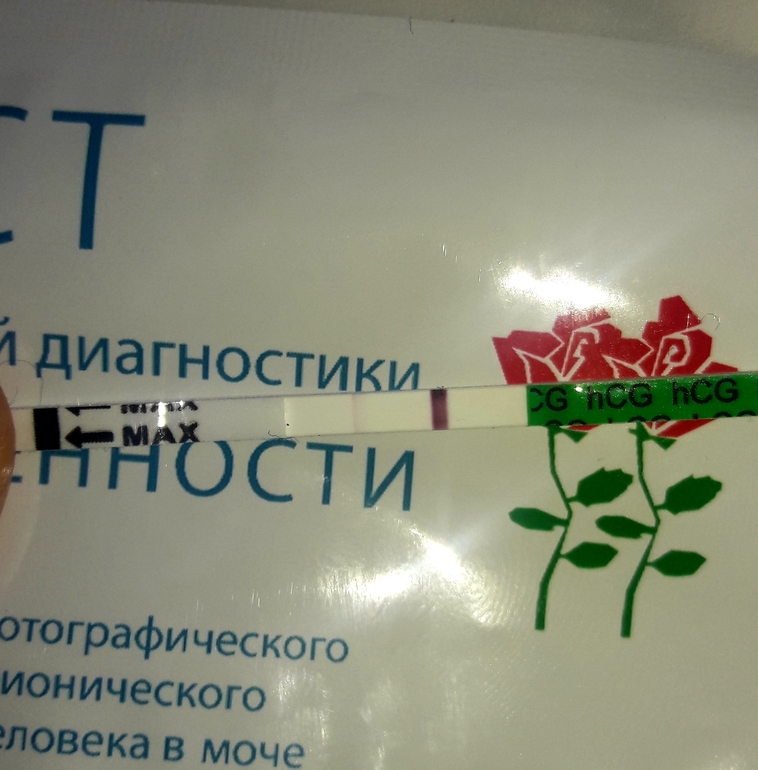 СТ
й диагностики
MAX
MAX
CG hCG hCG
енности
отографического
ионического
еловека в моче